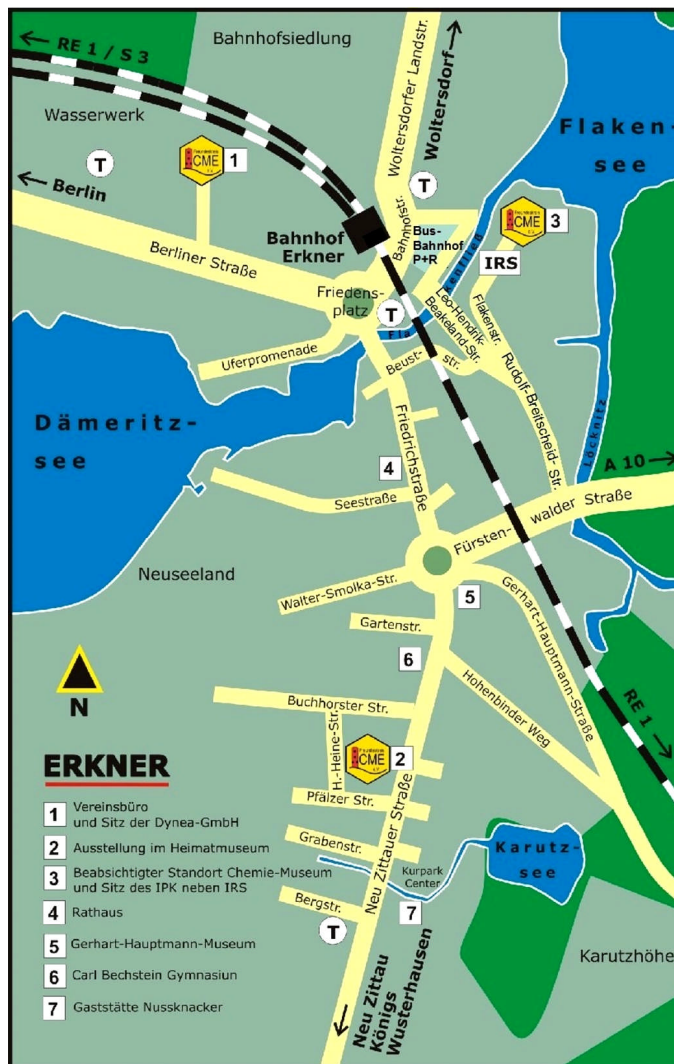 RE 1 / S 3
Bahnhofsiedlung
Woltersdorfer Landstr.
Woltersdorf
Wasserwerk
Flaken-
see
CME
1
T
T
Berlin
CME
3
Berliner Straße
Bahnhof
Erkner
Bahnhofstr.
Bus-
Bahnhof
P+R
IRS
Friedens-
platz
T
Fla
kenfließ
Leo-Hendrik-
Beakeland-Str.
Flakenstr.
Rudolf-Breitscheid- Str.
Uferpromenade
Beust-
str.
Dämeritz-
see
Friedrichstraße
Löcknitz
A 10
4
Seestraße
Fürsten-
walder Straße
Neuseeland
Walter-Smolka-Str.
5
Gerhart-Hauptmann-Straße
Gartenstr.
6
Hohenbinder Weg
N
Buchhorster Str.
RE 1
H.-Heine-Str.
CME
2
ERKNER
Pfälzer Str.
Neu Zittauer Straße
1 Vereinsbüro
und Sitz der Dynea-GmbH
2 Ausstellung im Heimatmuseum
3 Beabsichtigter Standort Chemie-Museum
und Sitz des IPK neben IRS
4 Rathaus
5 Gerhart-Hauptmann-Museum
6 Carl Bechstein Gymnasiun
7 Gaststätte Nussknacker
Grabenstr.
Kurpark
Center
Karutz-
see
Bergstr.
7
T
Karutzhöhe
Neu Zittau
Königs
Wusterhausen